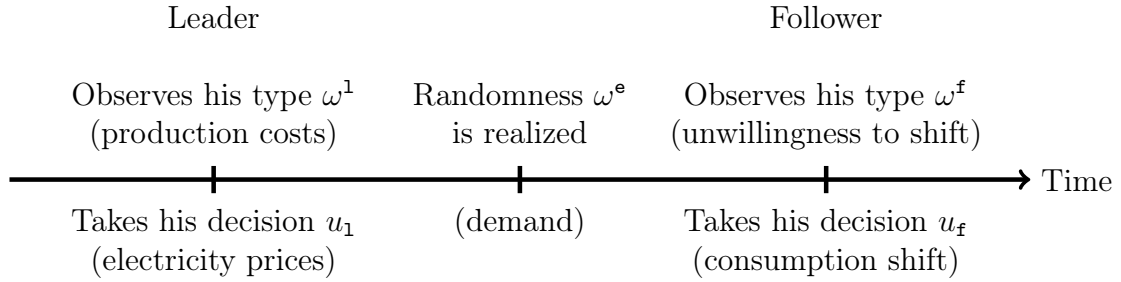 Leader
Follower
Observes his type ω^l
(production costs)
Randomness ω^e
is realized
Observes his type ω^f
(unwillingness to shift)
Time
Takes his decision u_l
(electricity prices)
(demand)
Takes his decision u_f
(consumption shift)